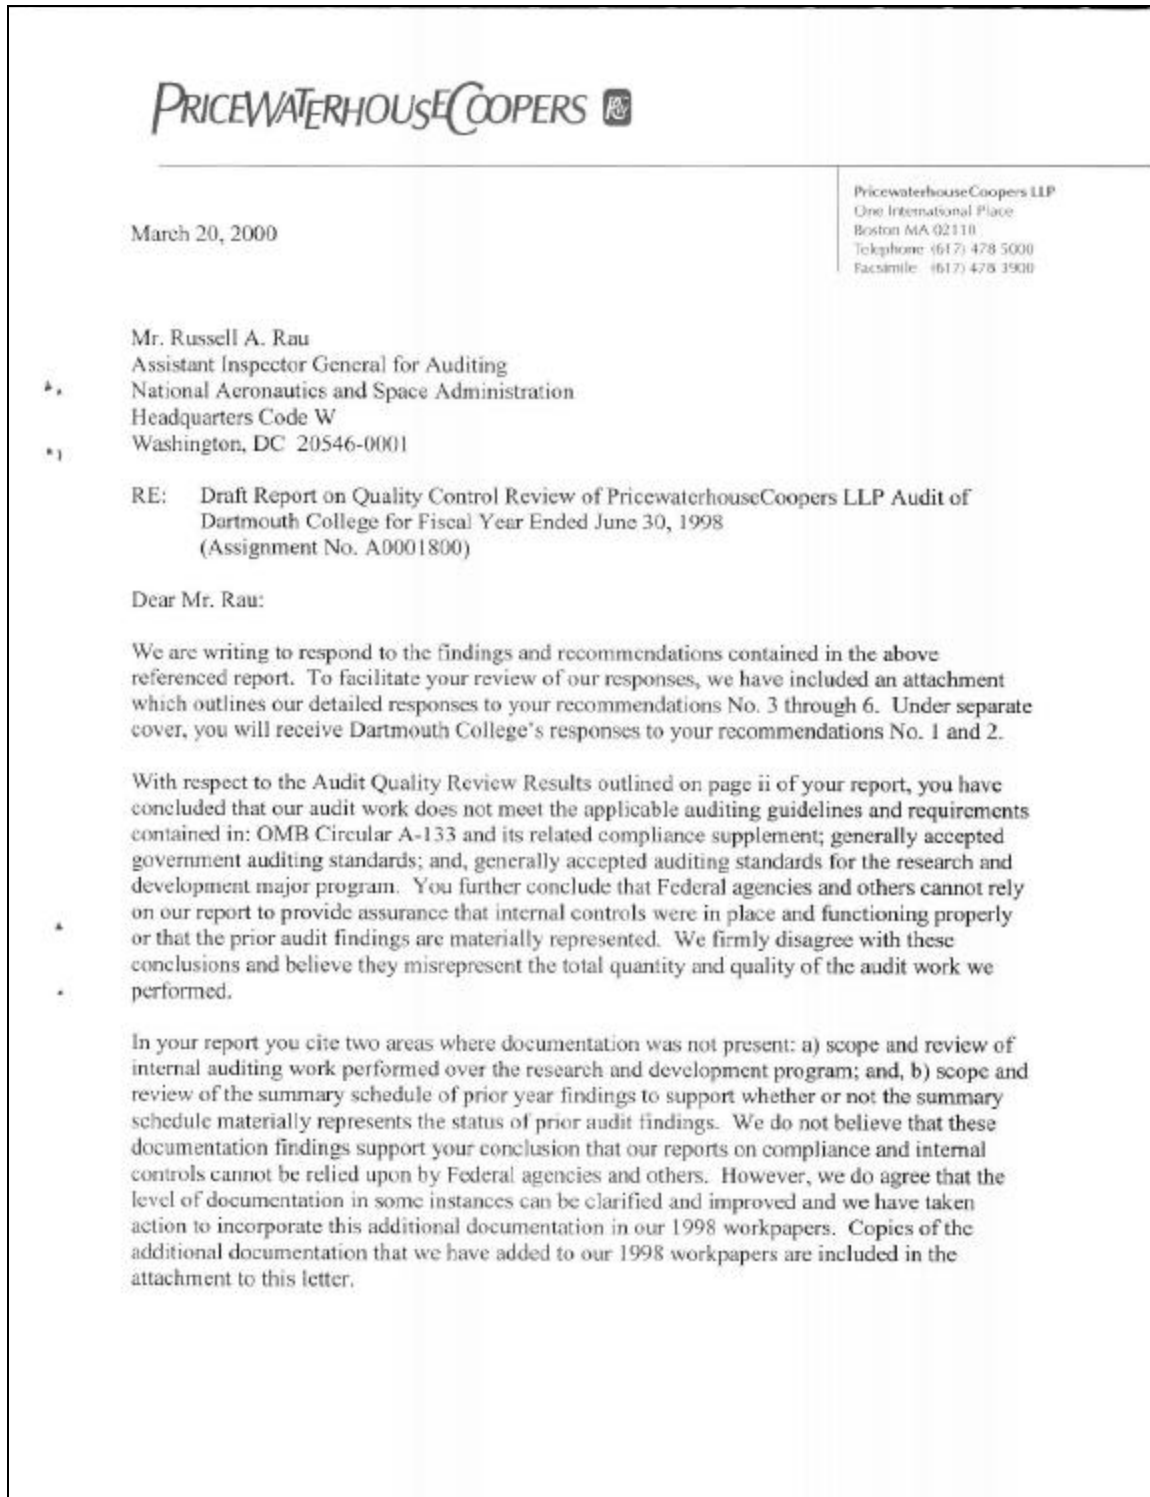 PRICEWATERHOUSECOOPERS PwC
PricewaterhouseCoopers LLP
One International Place
Boston MA 02110
Telephone (617) 478 5000
Facsimile (617) 478 3900
March 20, 2000
Mr. Russell A. Rau
Assistant Inspector General for Auditing
National Aeronautics and Space Administration
Headquarters Code W
Washington, DC 20546-0001
RE: Draft Report on Quality Control Review of PricewaterhouseCoopers LLP Audit of
Dartmouth College for Fiscal Year Ended June 30, 1998
(Assignment No. A0001800)
Dear Mr. Rau:
We are writing to respond to the findings and recommendations contained in the above
referenced report. To facilitate your review of our responses, we have included an attachment
which outlines our detailed responses to your recommendations No. 3 through 6. Under separate
cover, you will receive Dartmouth College's responses to your recommendations No. 1 and 2.
With respect to the Audit Quality Review Results outlined on page ii of your report, you have
concluded that our audit work does not meet the applicable auditing guidelines and requirements
contained in: OMB Circular A-133 and its related compliance supplement; generally accepted
government auditing standards; and, generally accepted auditing standards for the research and
development major program. You further conclude that Federal agencies and others cannot rely
on our report to provide assurance that internal controls were in place and functioning properly
or that the prior audit findings are materially represented. We firmly disagree with these
conclusions and believe they misrepresent the total quantity and quality of the audit work we
performed.
In your report you cite two areas where documentation was not present: a) scope and review of
internal auditing work performed over the research and development program; and, b) scope and
review of the summary schedule of prior year findings to support whether or not the summary
schedule materially represents the status of prior audit findings. We do not believe that these
documentation findings support your conclusion that our reports on compliance and internal
controls cannot be relied upon by Federal agencies and others. However, we do agree that the
level of documentation in some instances can be clarified and improved and we have taken
action to incorporate this additional documentation in our 1998 workpapers. Copies of the
additional documentation that we have added to our 1998 workpapers are included in the
attachment to this letter.